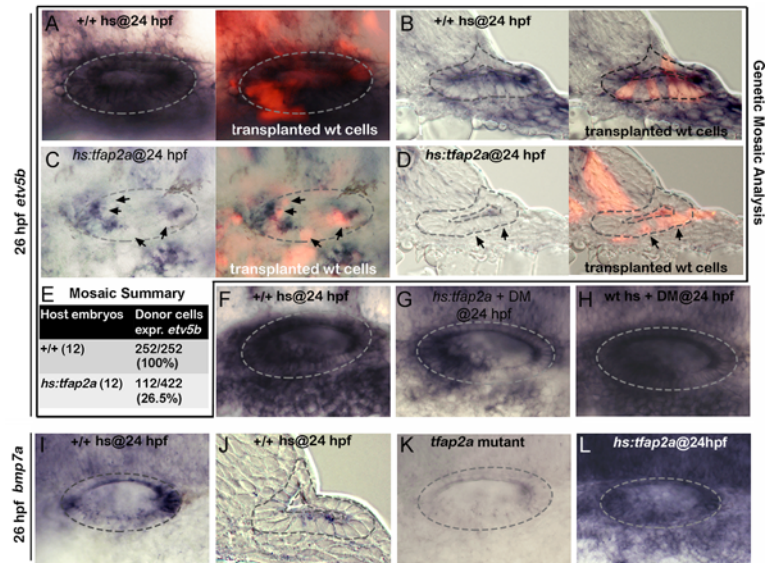 A +/+ hs@24 hpf
transplanted wt cells
B +/+ hs@24 hpf
transplanted wt cells
Genetic Mosaic Analysis
C hs:tfap2a@24 hpf
transplanted wt cells
D hs:tfap2a@24 hpf
transplanted wt cells
26 hpf etv5b
E Mosaic Summary
Host embryos Donor cells
expr. etv5b
+/+ (12) 252/252
(100%)
hs:tfap2a (12) 112/422
(26.5%)
F +/+ hs@24 hpf
G hs:tfap2a + DM
@24 hpf
H wt hs + DM@24 hpf
26 hpf bmp7a
I +/+ hs@24 hpf
J +/+ hs@24 hpf
K tfap2a mutant
L hs:tfap2a@24hpf